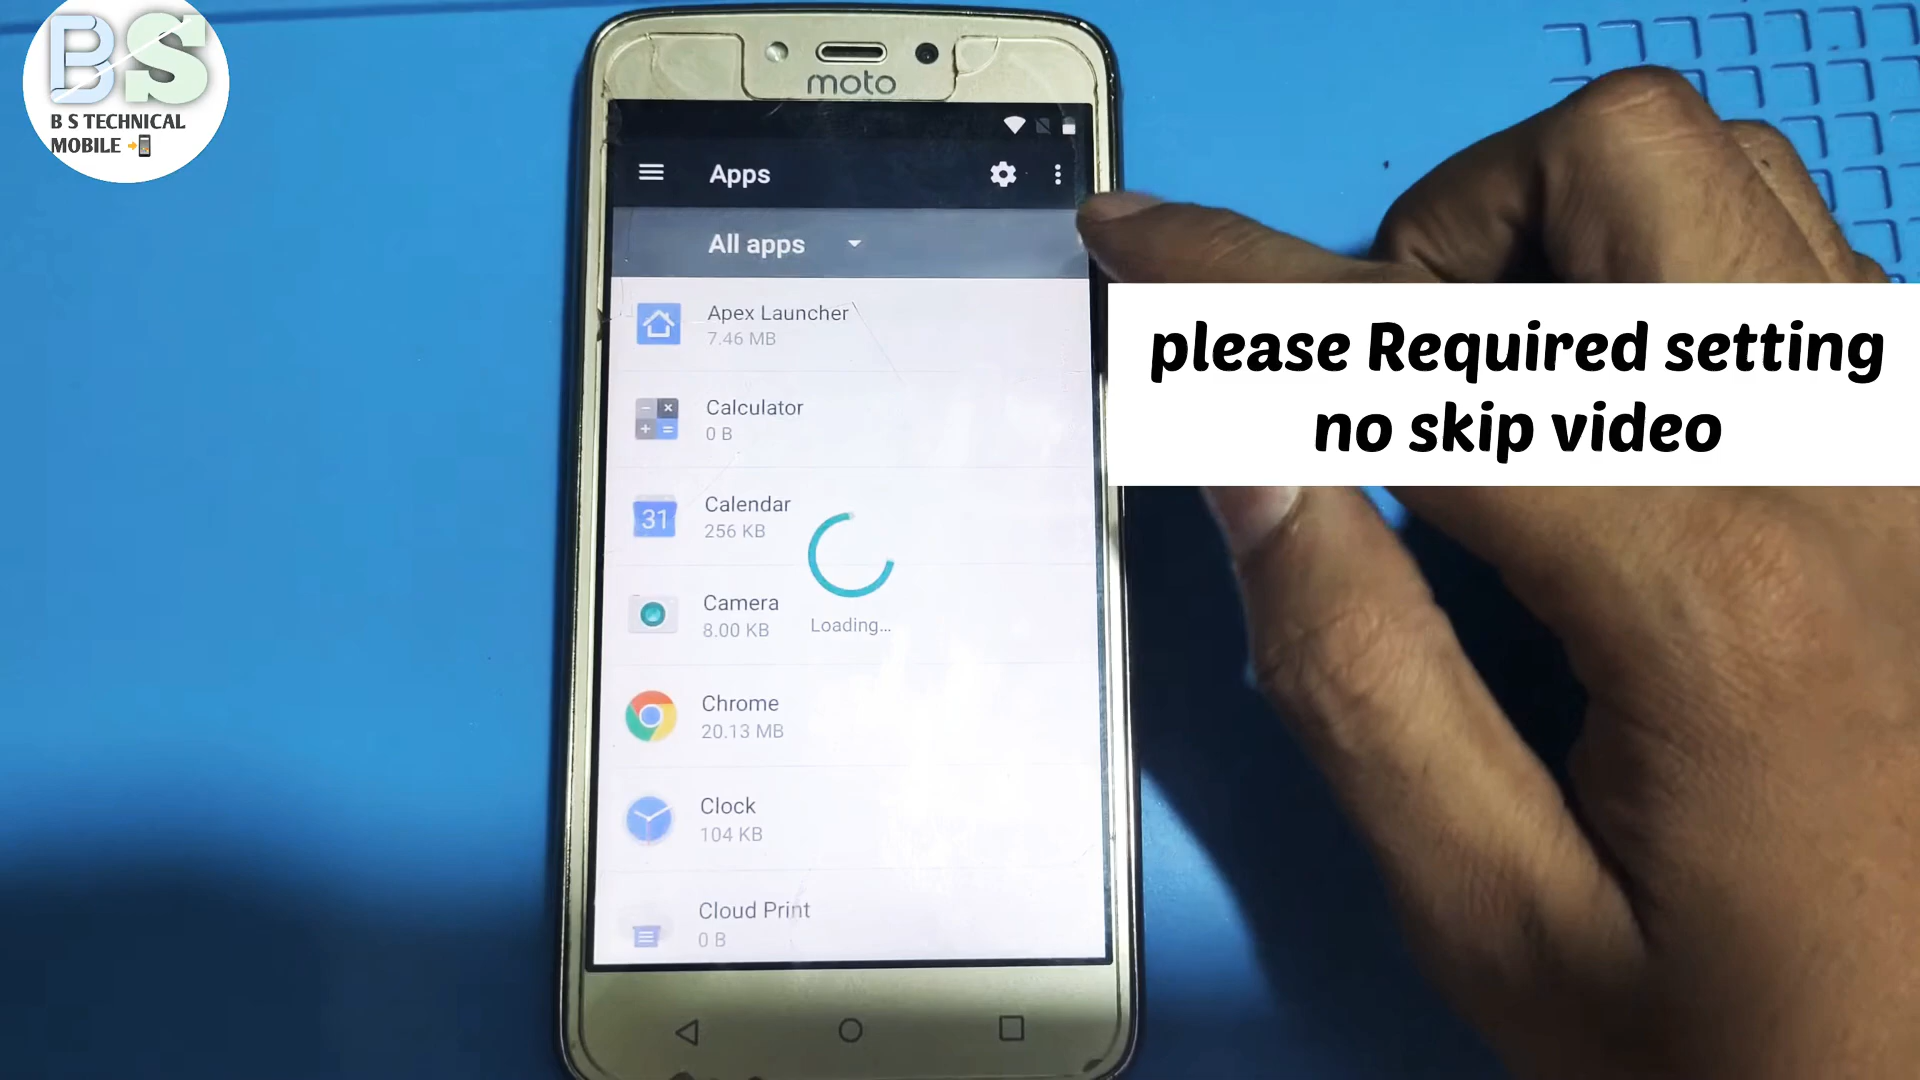 BS
B S TECHNICAL
MOBILE
moto
Apps
All apps
Apex Launcher
7.46 MB
Calculator
0 B
Calendar
31
256 KB
Camera
8.00 KB
Loading...
Chrome
20.13 MB
Clock
104 KB
Cloud Print
0 B
please Required setting
no skip video